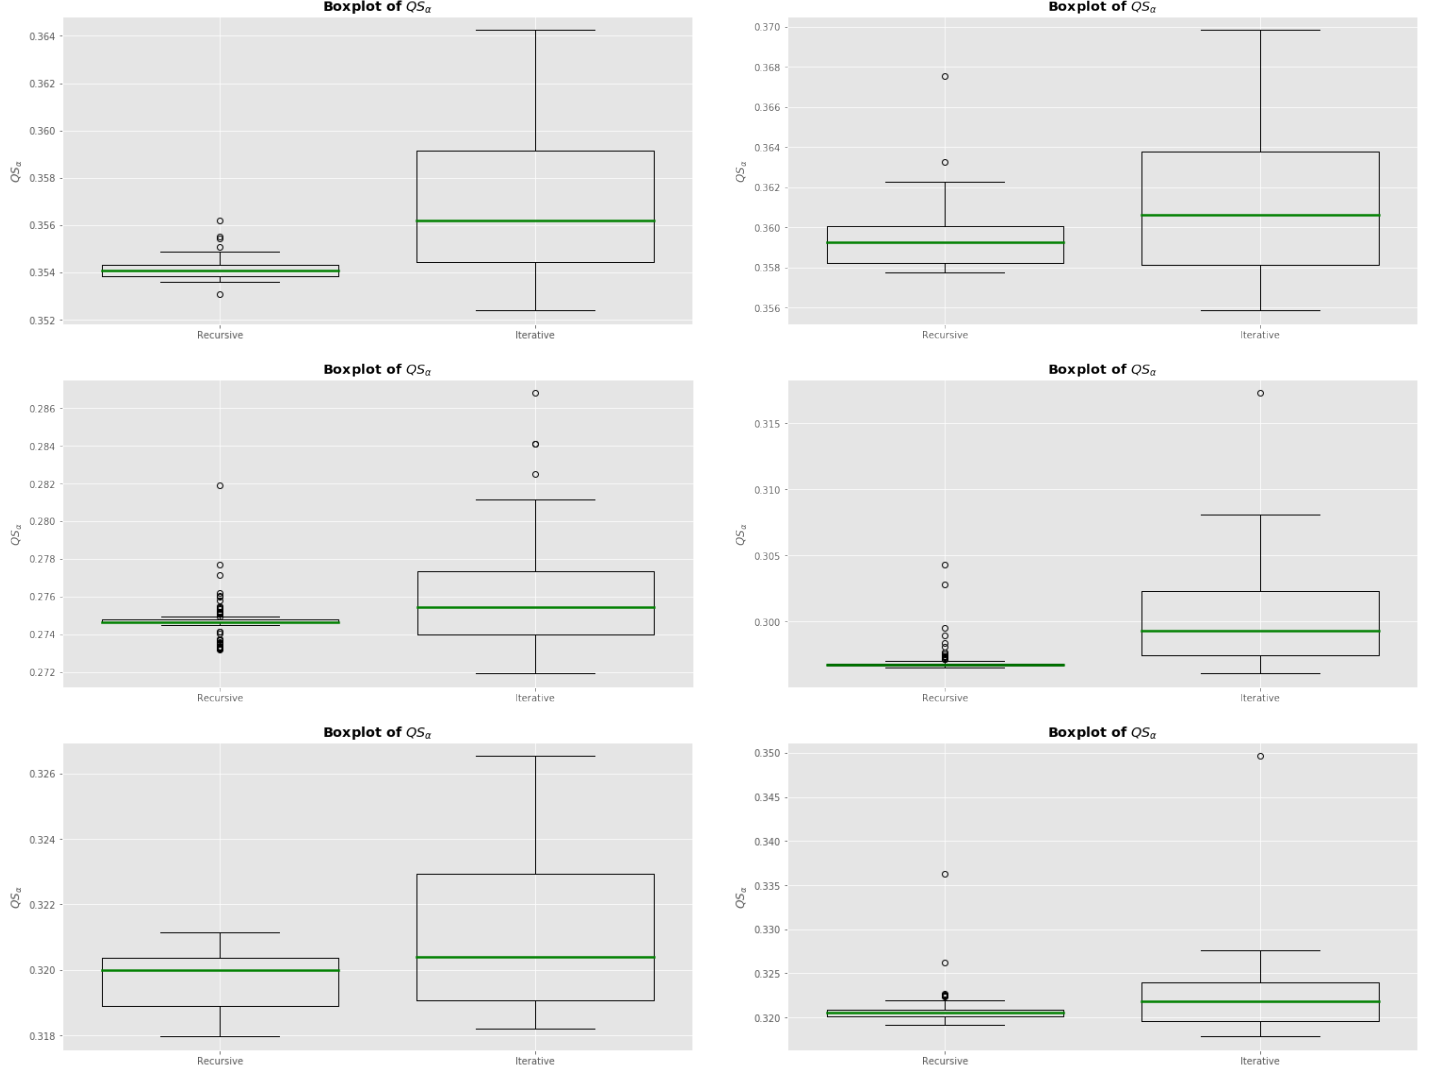 Boxplot of QSα
0.364
0.362
0.360
0.358
0.356
0.354
0.352
QSα
Recursive
Iterative
Boxplot of QSα
0.370
0.368
0.366
0.364
0.362
0.360
0.358
0.356
QSα
Recursive
Iterative
Boxplot of QSα
0.286
0.284
0.282
0.280
0.278
0.276
0.274
0.272
QSα
Recursive
Iterative
Boxplot of QSα
0.315
0.310
0.305
0.300
QSα
Recursive
Iterative
Boxplot of QSα
0.326
0.324
0.322
0.320
0.318
QSα
Recursive
Iterative
Boxplot of QSα
0.350
0.345
0.340
0.335
0.330
0.325
0.320
QSα
Recursive
Iterative